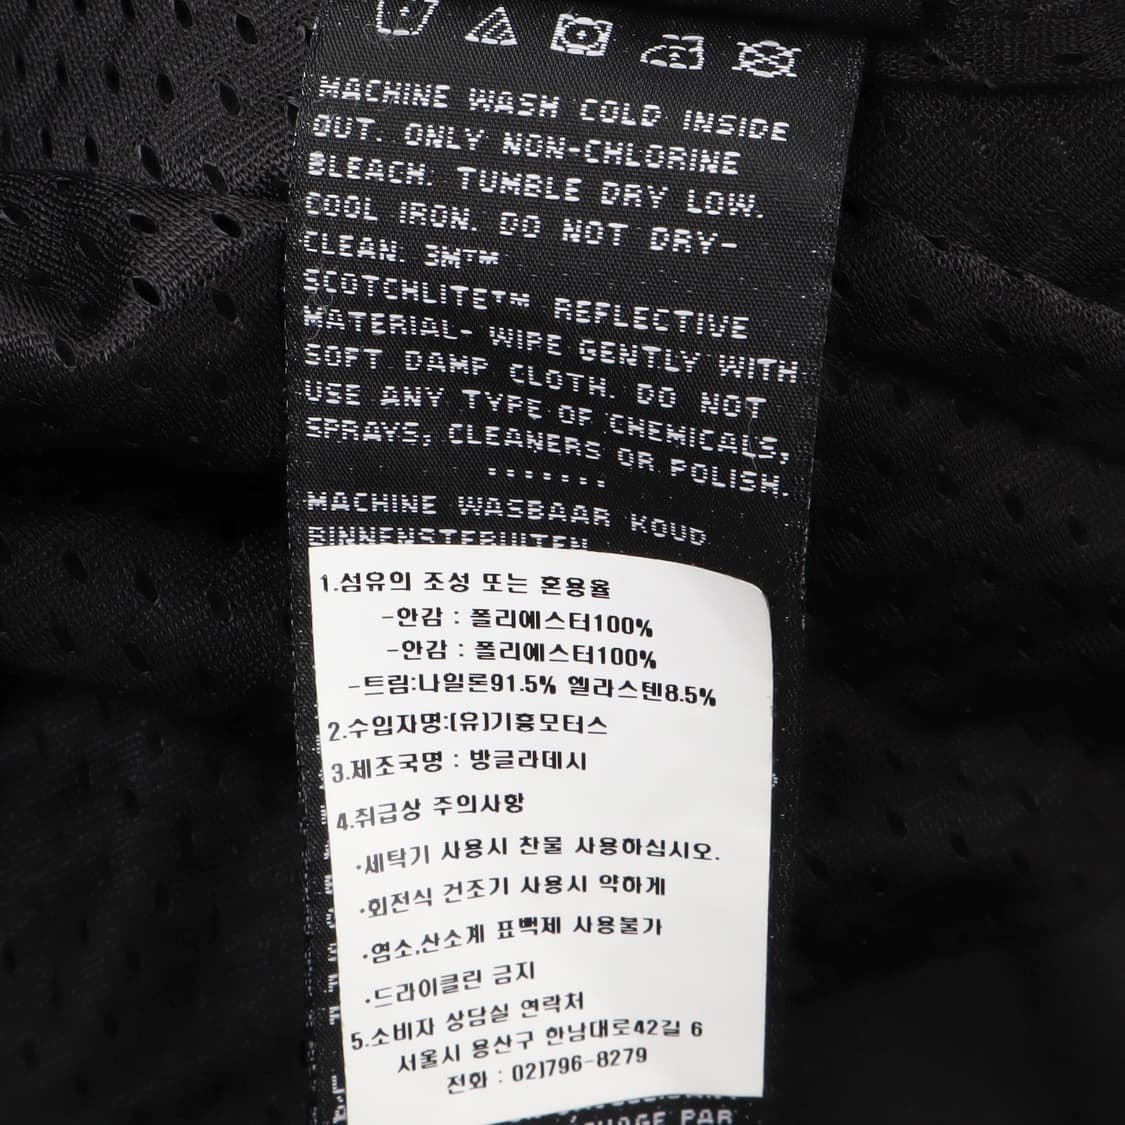 MACHINE WASH COLD INSIDE
OUT. ONLY NON-CHLORINE
BLEACH. TUMBLE DRY LOW.
COOL IRON. DO NOT DRY-
CLEAN. 3M™
SCOTCHLITE™ REFLECTIVE
MATERIAL- WIPE GENTLY WITH
SOFT DAMP CLOTH. DO NOT
USE ANY TYPE OF CHEMICALS,
SPRAYS, CLEANERS OR POLISH.
MACHINE WASBAAR KOUD
BINNENSTEBUITEN
1.섬유의 조성 또는 혼용율
-안감 : 폴리에스터100%
-안감 : 폴리에스터100%
-트림:나일론91.5% 엘라스텐8.5%
2.수입자명:(유)기흥모터스
3.제조국명 : 방글라데시
4.취급상 주의사항
·세탁기 사용시 찬물 사용하십시오.
·회전식 건조기 사용시 약하게
·염소,산소계 표백제 사용불가
·드라이클린 금지
5.소비자 상담실 연락처
서울시 용산구 한남대로42길 6
전화 : 02)796-8279
PAR